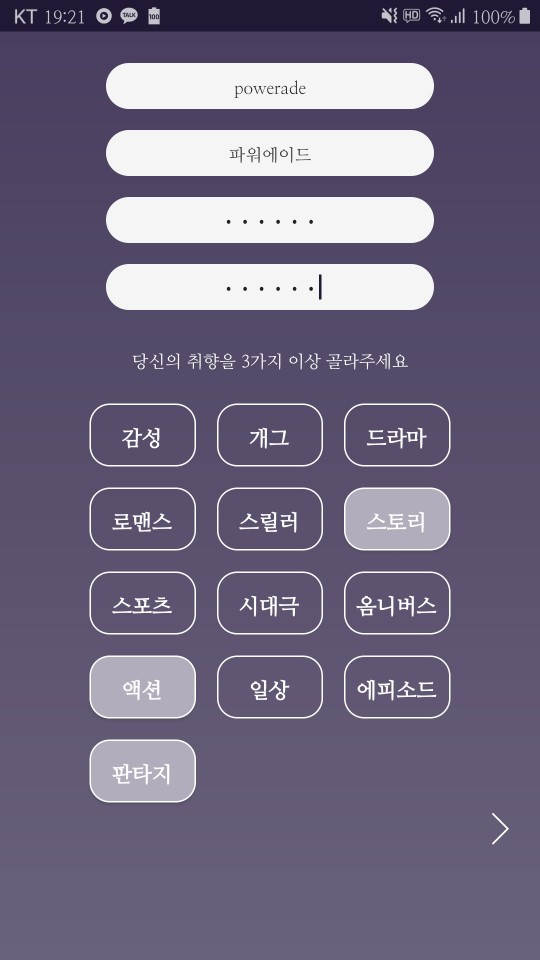 KT 19:21 TALK 100 HD 100%
powerade
파워에이드
••••••
••••••
당신의 취향을 3가지 이상 골라주세요
감성 개그 드라마
로맨스 스릴러 스토리
스포츠 시대극 옴니버스
액션 일상 에피소드
판타지